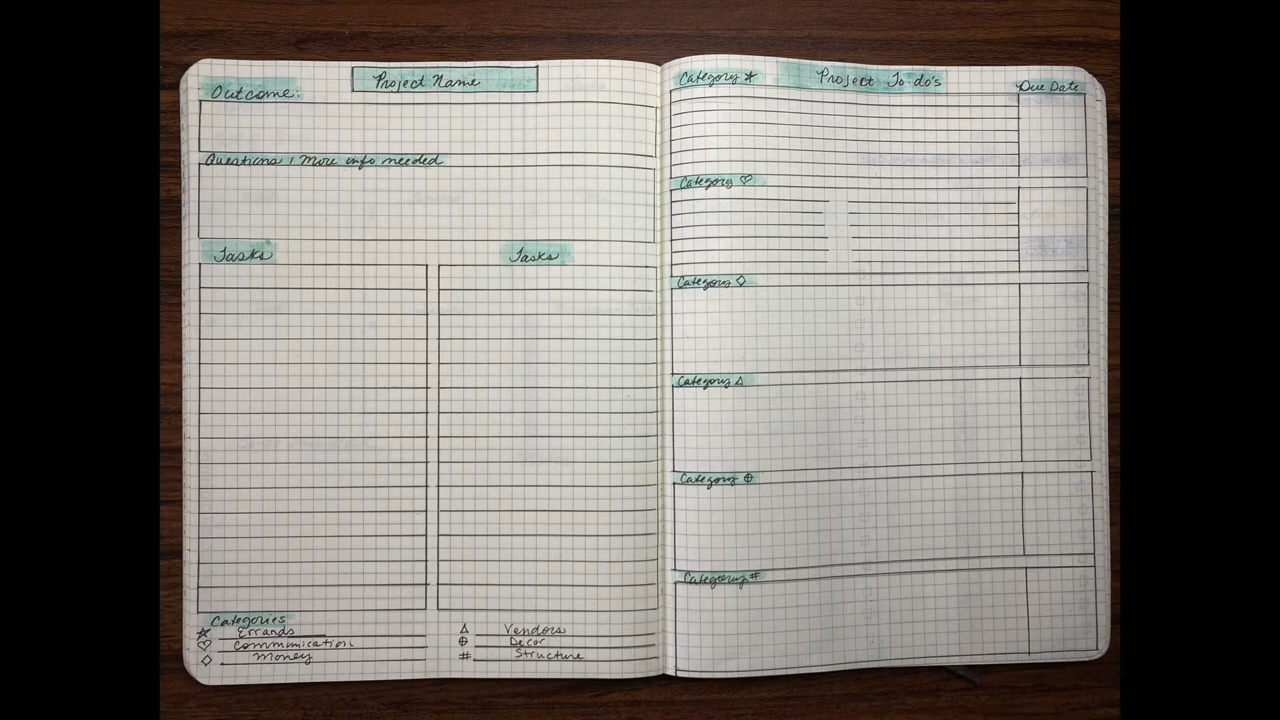 Project Name
Outcome:
Questions / More info needed
Tasks
Tasks
Categories
☆ Errands
♡ Communication
◇ Money
△ Vendors
⊕ Decor
# Structure
Project To-do's
Category ☆
Due Date
Category ♡
Category ◇
Category △
Category ⊕
Category #